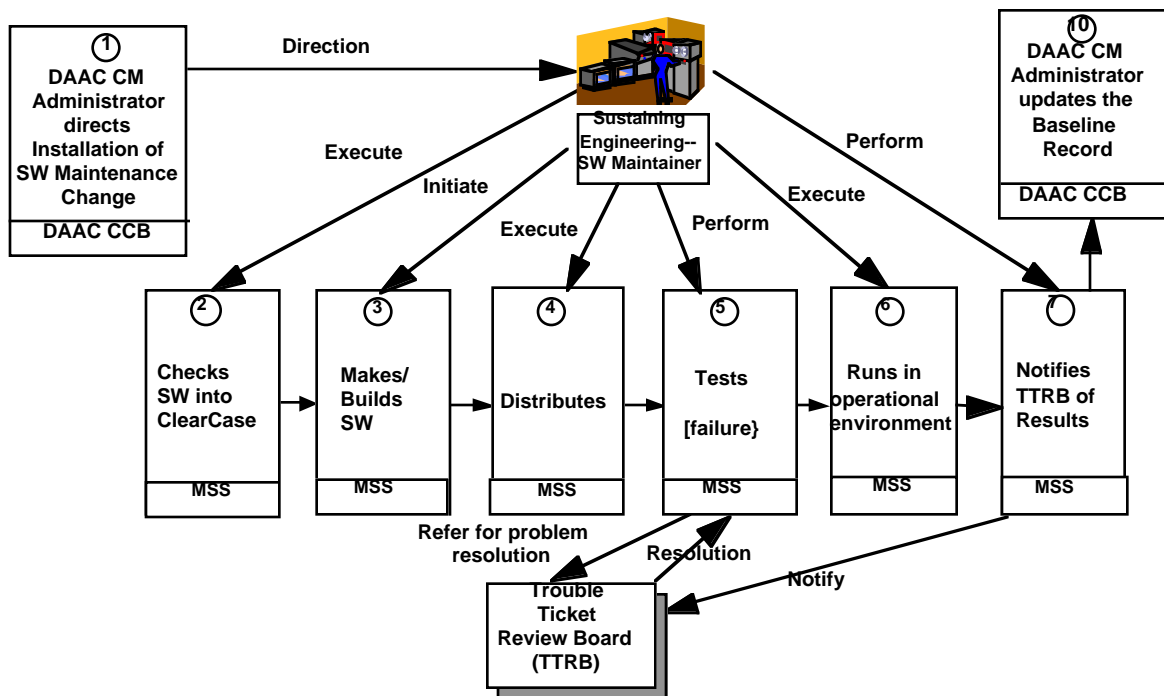 1
DAAC CM
Administrator
directs
Installation of
SW Maintenance
Change
DAAC CCB
Direction
Sustaining
Engineering--
SW Maintainer
10
DAAC CM
Administrator
updates the
Baseline
Record
DAAC CCB
Execute
Initiate
Execute
Perform
Execute
Perform
2
Checks
SW into
ClearCase
MSS
3
Makes/
Builds
SW
MSS
4
Distributes
MSS
5
Tests
[failure}
MSS
6
Runs in
operational
environment
MSS
7
Notifies
TTRB of
Results
MSS
Refer for problem
resolution
Resolution
Notify
Trouble
Ticket
Review Board
(TTRB)